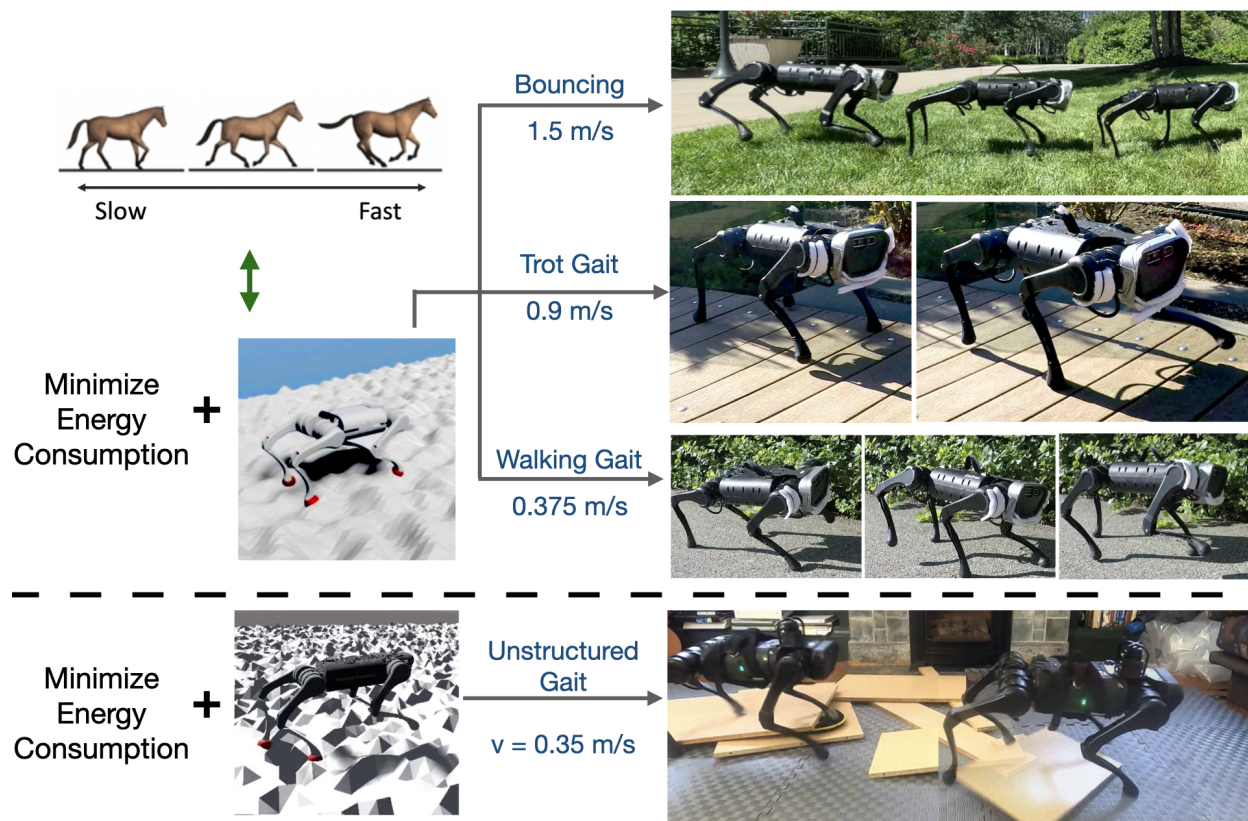 Slow
Fast
Minimize
Energy
Consumption
+
Bouncing
1.5 m/s
Trot Gait
0.9 m/s
Walking Gait
0.375 m/s
Minimize
Energy
Consumption
+
Unstructured
Gait
v = 0.35 m/s